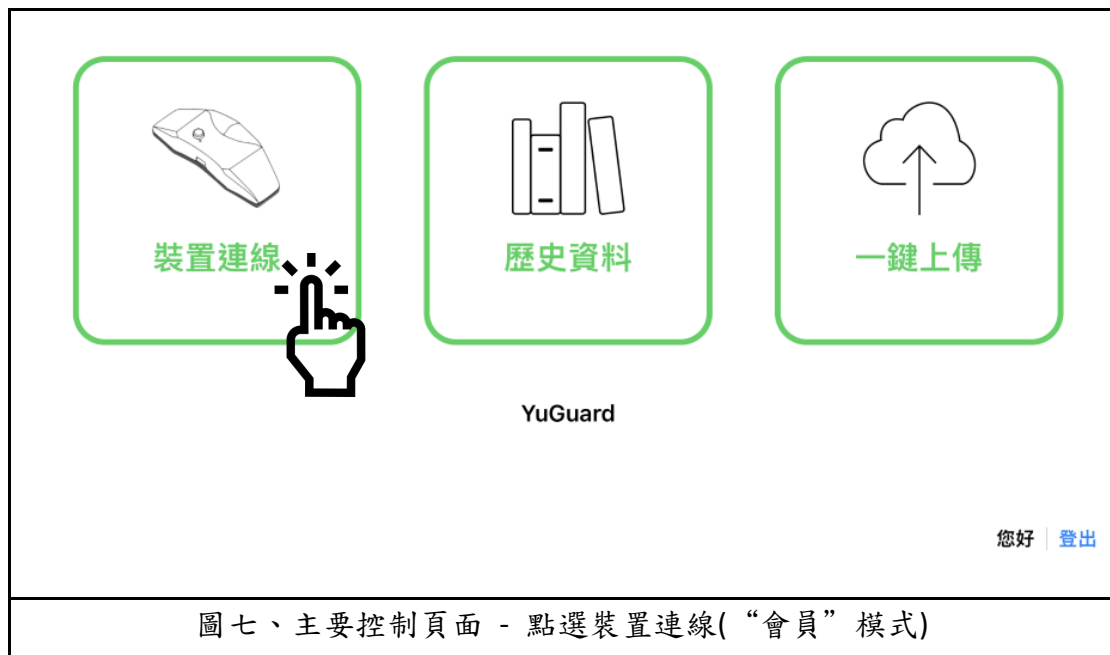 裝置連線
歷史資料
一鍵上傳
YuGuard
您好 登出
圖七、主要控制頁面 - 點選裝置連線(“會員”模式)